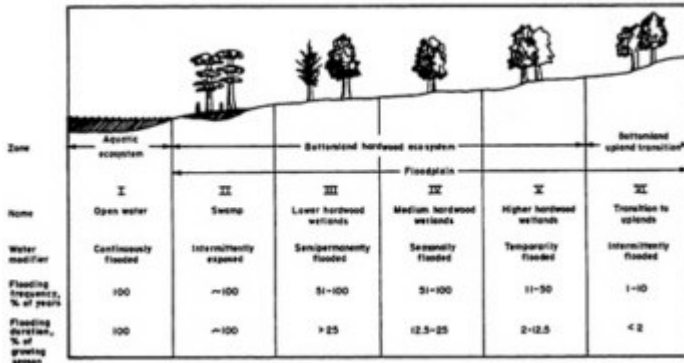 Zone
Aquatic ecosystem
Bottomland hardwood ecosystem
Bottomland upland transition
Floodplain
I II III IV V VI
Name Open water Swamp Lower hardwood wetlands Medium hardwood wetlands Higher hardwood wetlands Transition to uplands
Water modifier Continuously flooded Intermittently exposed Semipermanently flooded Seasonally flooded Temporarily flooded Intermittently flooded
Flooding frequency, % of years 100 ~100 51-100 51-100 11-50 1-10
Flooding duration, % of growing season 100 ~100 >25 12.5-25 2-12.5 <2